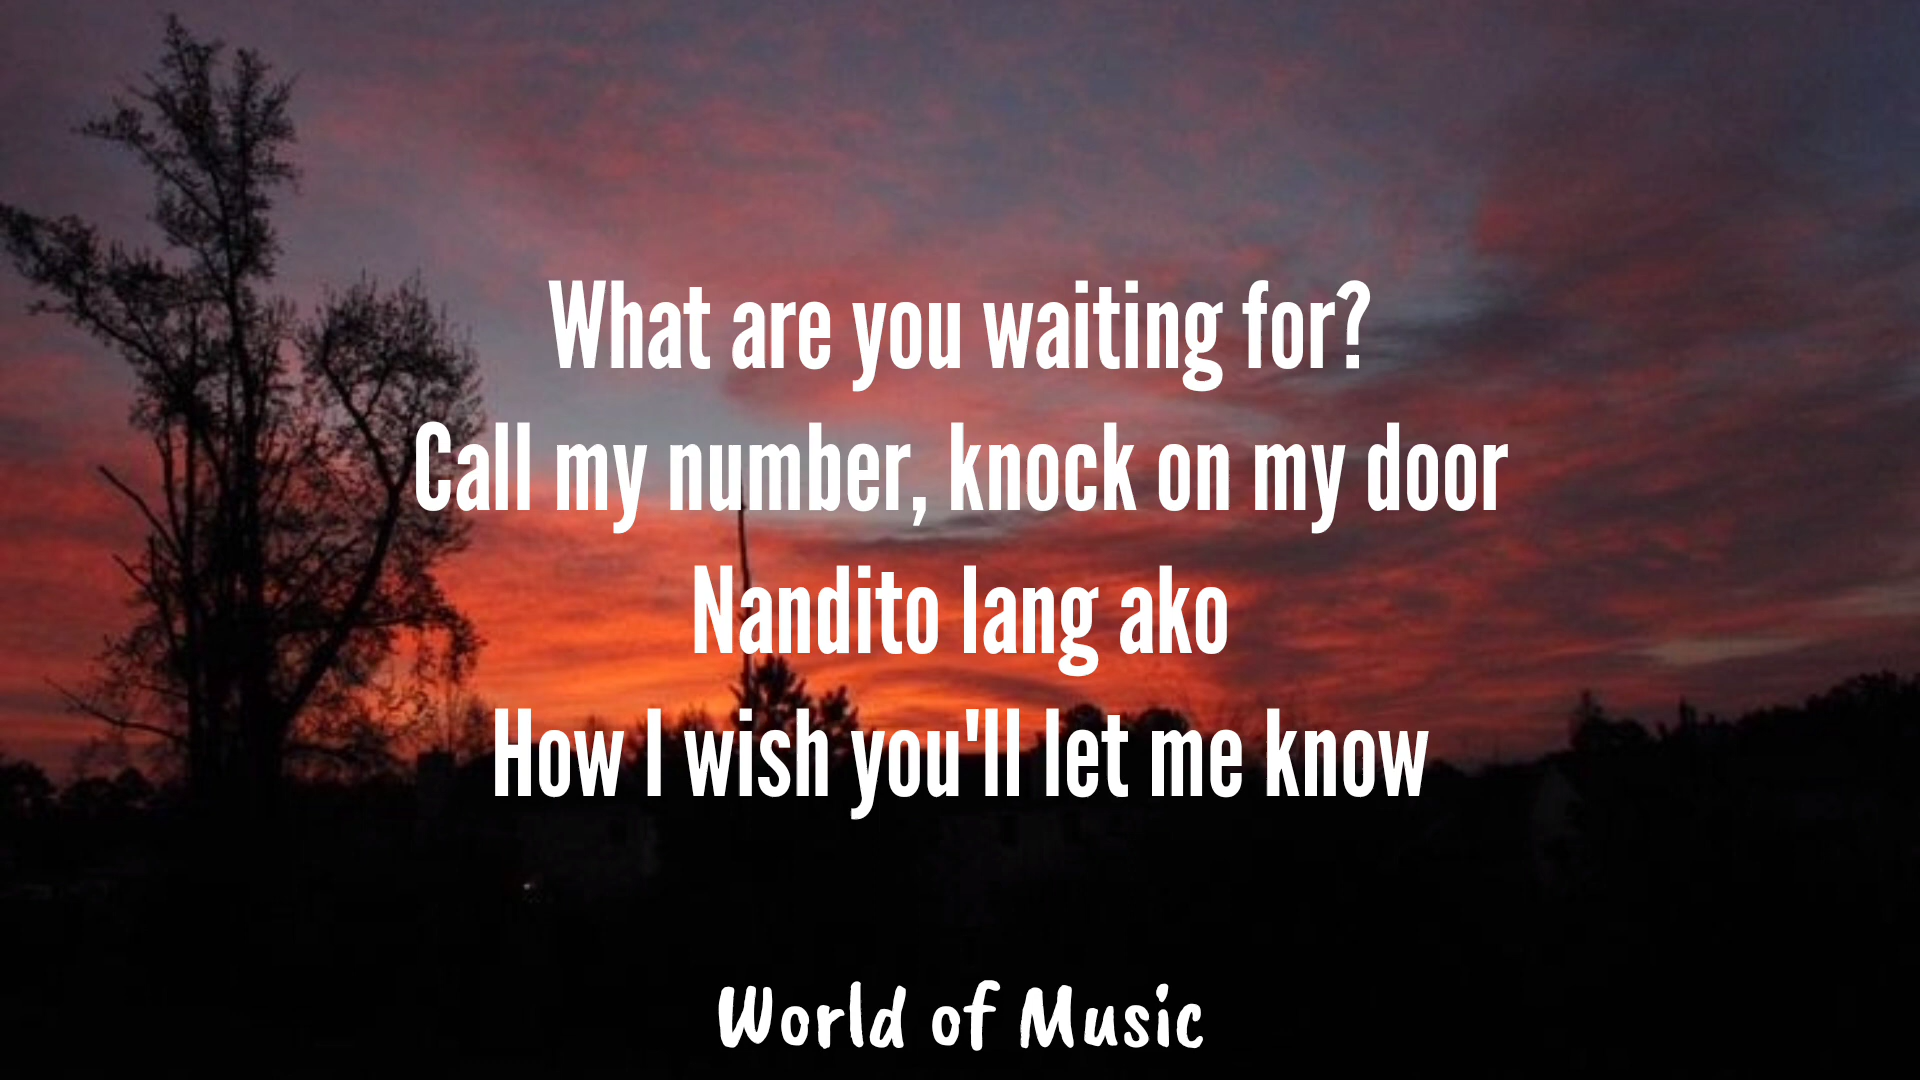 What are you waiting for?
Call my number, knock on my door
Nandito lang ako
How I wish you'll let me know
World of Music